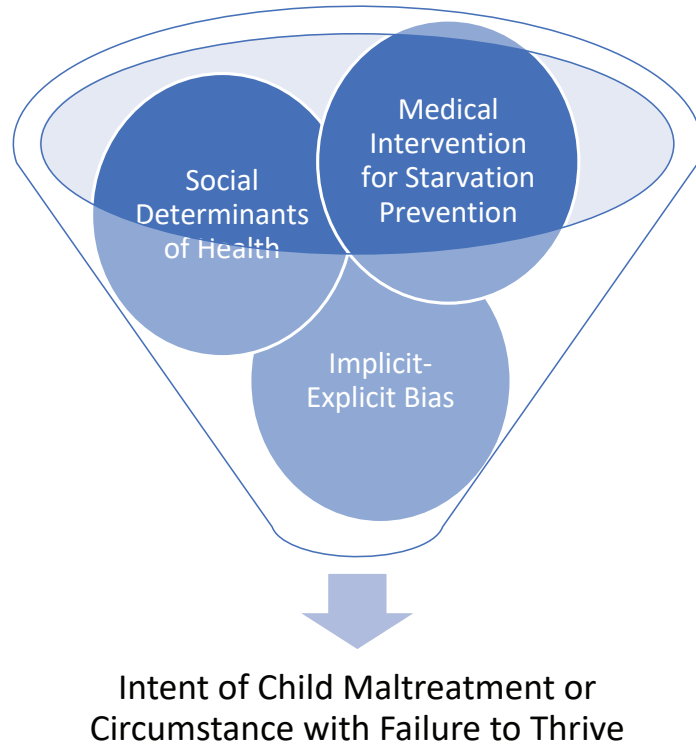 Medical
Intervention
for Starvation
Prevention
Social
Determinants
of Health
Implicit-
Explicit Bias
Intent of Child Maltreatment or
Circumstance with Failure to Thrive